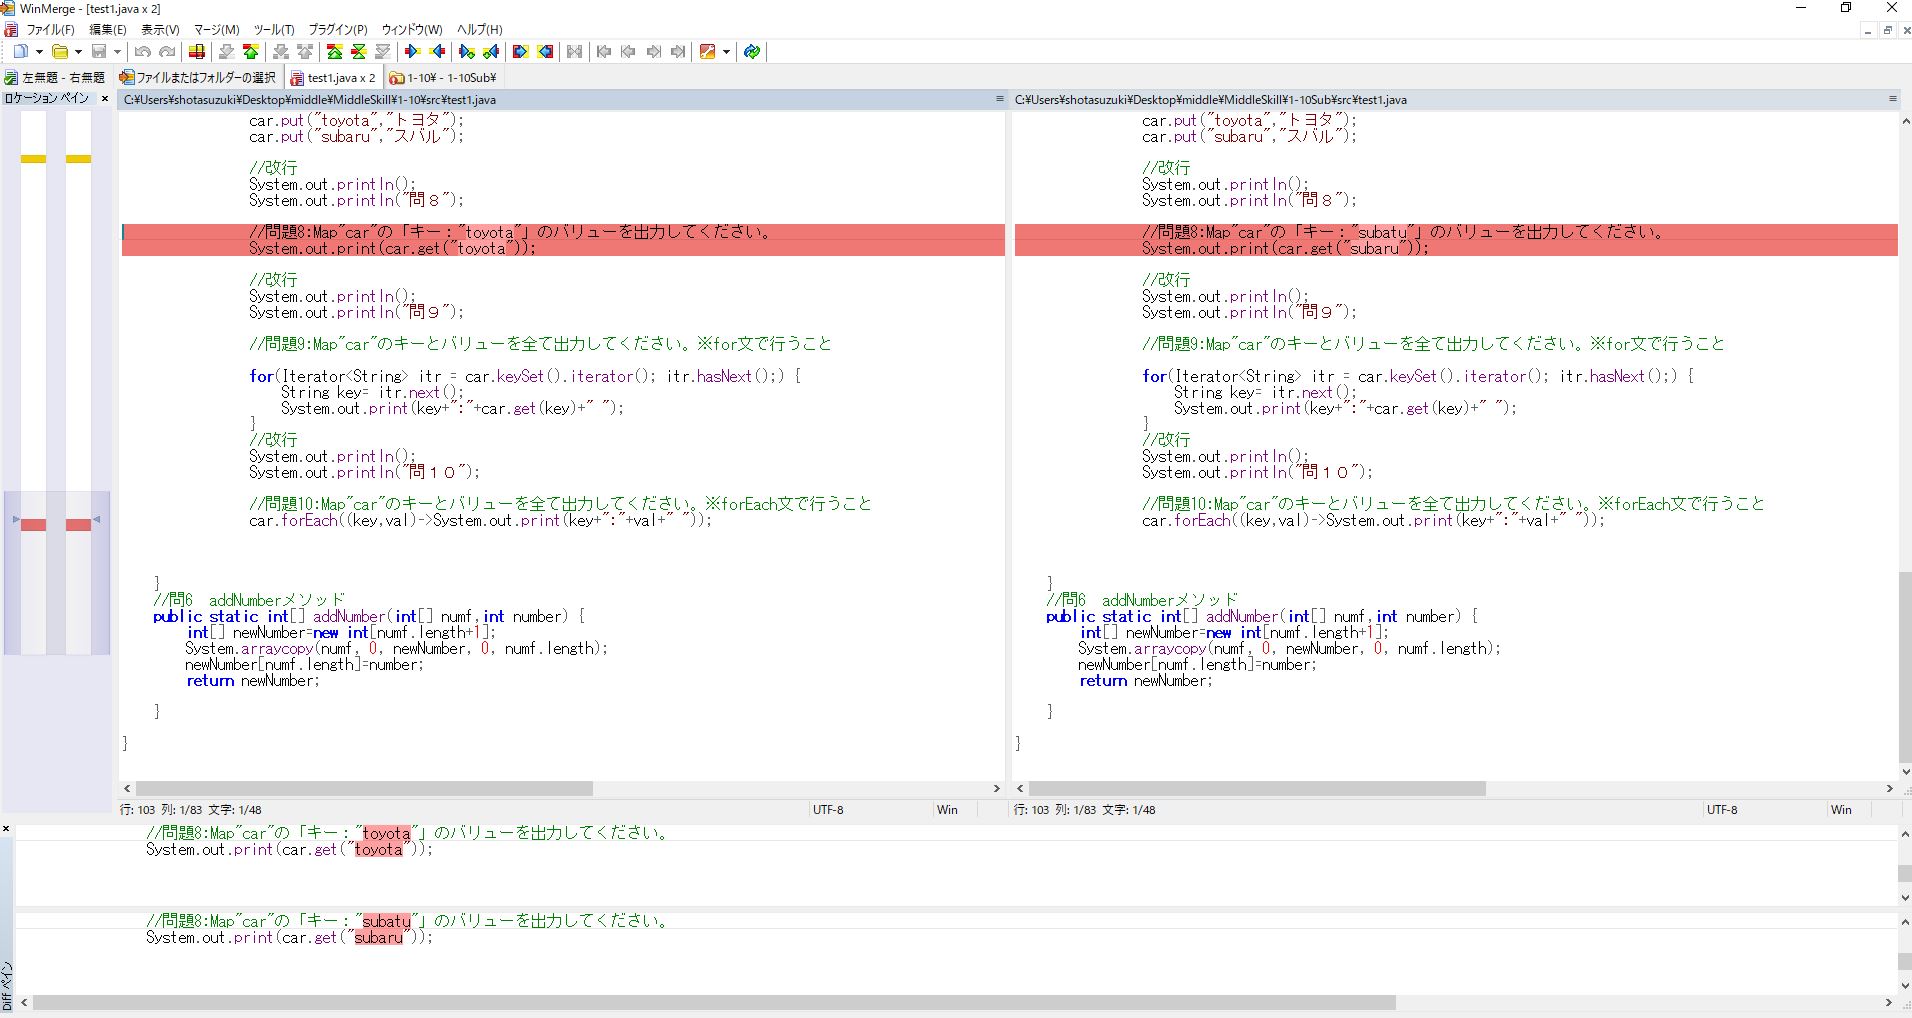 WinMerge - [test1.java x 2]
ファイル(F) 編集(E) 表示(V) マージ(M) ツール(T) プラグイン(P) ウィンドウ(W) ヘルプ(H)
左無題 - 右無題 ファイルまたはフォルダーの選択 test1.java x 2 1-10¥ - 1-10Sub¥
ロケーション ペイン
C:¥Users¥shotasuzuki¥Desktop¥middle¥MiddleSkill¥1-10¥src¥test1.java
car.put("toyota","トヨタ");
car.put("subaru","スバル");
//改行
System.out.println();
System.out.println("問８");
//問題8:Map"car"の「キー："toyota"」のバリューを出力してください。
System.out.print(car.get("toyota"));
//改行
System.out.println();
System.out.println("問９");
//問題9:Map"car"のキーとバリューを全て出力してください。※for文で行うこと
for(Iterator<String> itr = car.keySet().iterator(); itr.hasNext();) {
String key= itr.next();
System.out.print(key+":"+car.get(key)+" ");
}
//改行
System.out.println();
System.out.println("問１０");
//問題10:Map"car"のキーとバリューを全て出力してください。※forEach文で行うこと
car.forEach((key,val)->System.out.print(key+":"+val+" "));
}
//問6　addNumberメソッド
public static int[] addNumber(int[] numf,int number) {
int[] newNumber=new int[numf.length+1];
System.arraycopy(numf, 0, newNumber, 0, numf.length);
newNumber[numf.length]=number;
return newNumber;
}
}
行: 103 列: 1/83 文字: 1/48 UTF-8 Win
C:¥Users¥shotasuzuki¥Desktop¥middle¥MiddleSkill¥1-10Sub¥src¥test1.java
car.put("toyota","トヨタ");
car.put("subaru","スバル");
//改行
System.out.println();
System.out.println("問８");
//問題8:Map"car"の「キー："subatu"」のバリューを出力してください。
System.out.print(car.get("subaru"));
//改行
System.out.println();
System.out.println("問９");
//問題9:Map"car"のキーとバリューを全て出力してください。※for文で行うこと
for(Iterator<String> itr = car.keySet().iterator(); itr.hasNext();) {
String key= itr.next();
System.out.print(key+":"+car.get(key)+" ");
}
//改行
System.out.println();
System.out.println("問１０");
//問題10:Map"car"のキーとバリューを全て出力してください。※forEach文で行うこと
car.forEach((key,val)->System.out.print(key+":"+val+" "));
}
//問6　addNumberメソッド
public static int[] addNumber(int[] numf,int number) {
int[] newNumber=new int[numf.length+1];
System.arraycopy(numf, 0, newNumber, 0, numf.length);
newNumber[numf.length]=number;
return newNumber;
}
}
行: 103 列: 1/83 文字: 1/48 UTF-8 Win
Diff ペイン
//問題8:Map"car"の「キー："toyota"」のバリューを出力してください。
System.out.print(car.get("toyota"));
//問題8:Map"car"の「キー："subatu"」のバリューを出力してください。
System.out.print(car.get("subaru"));